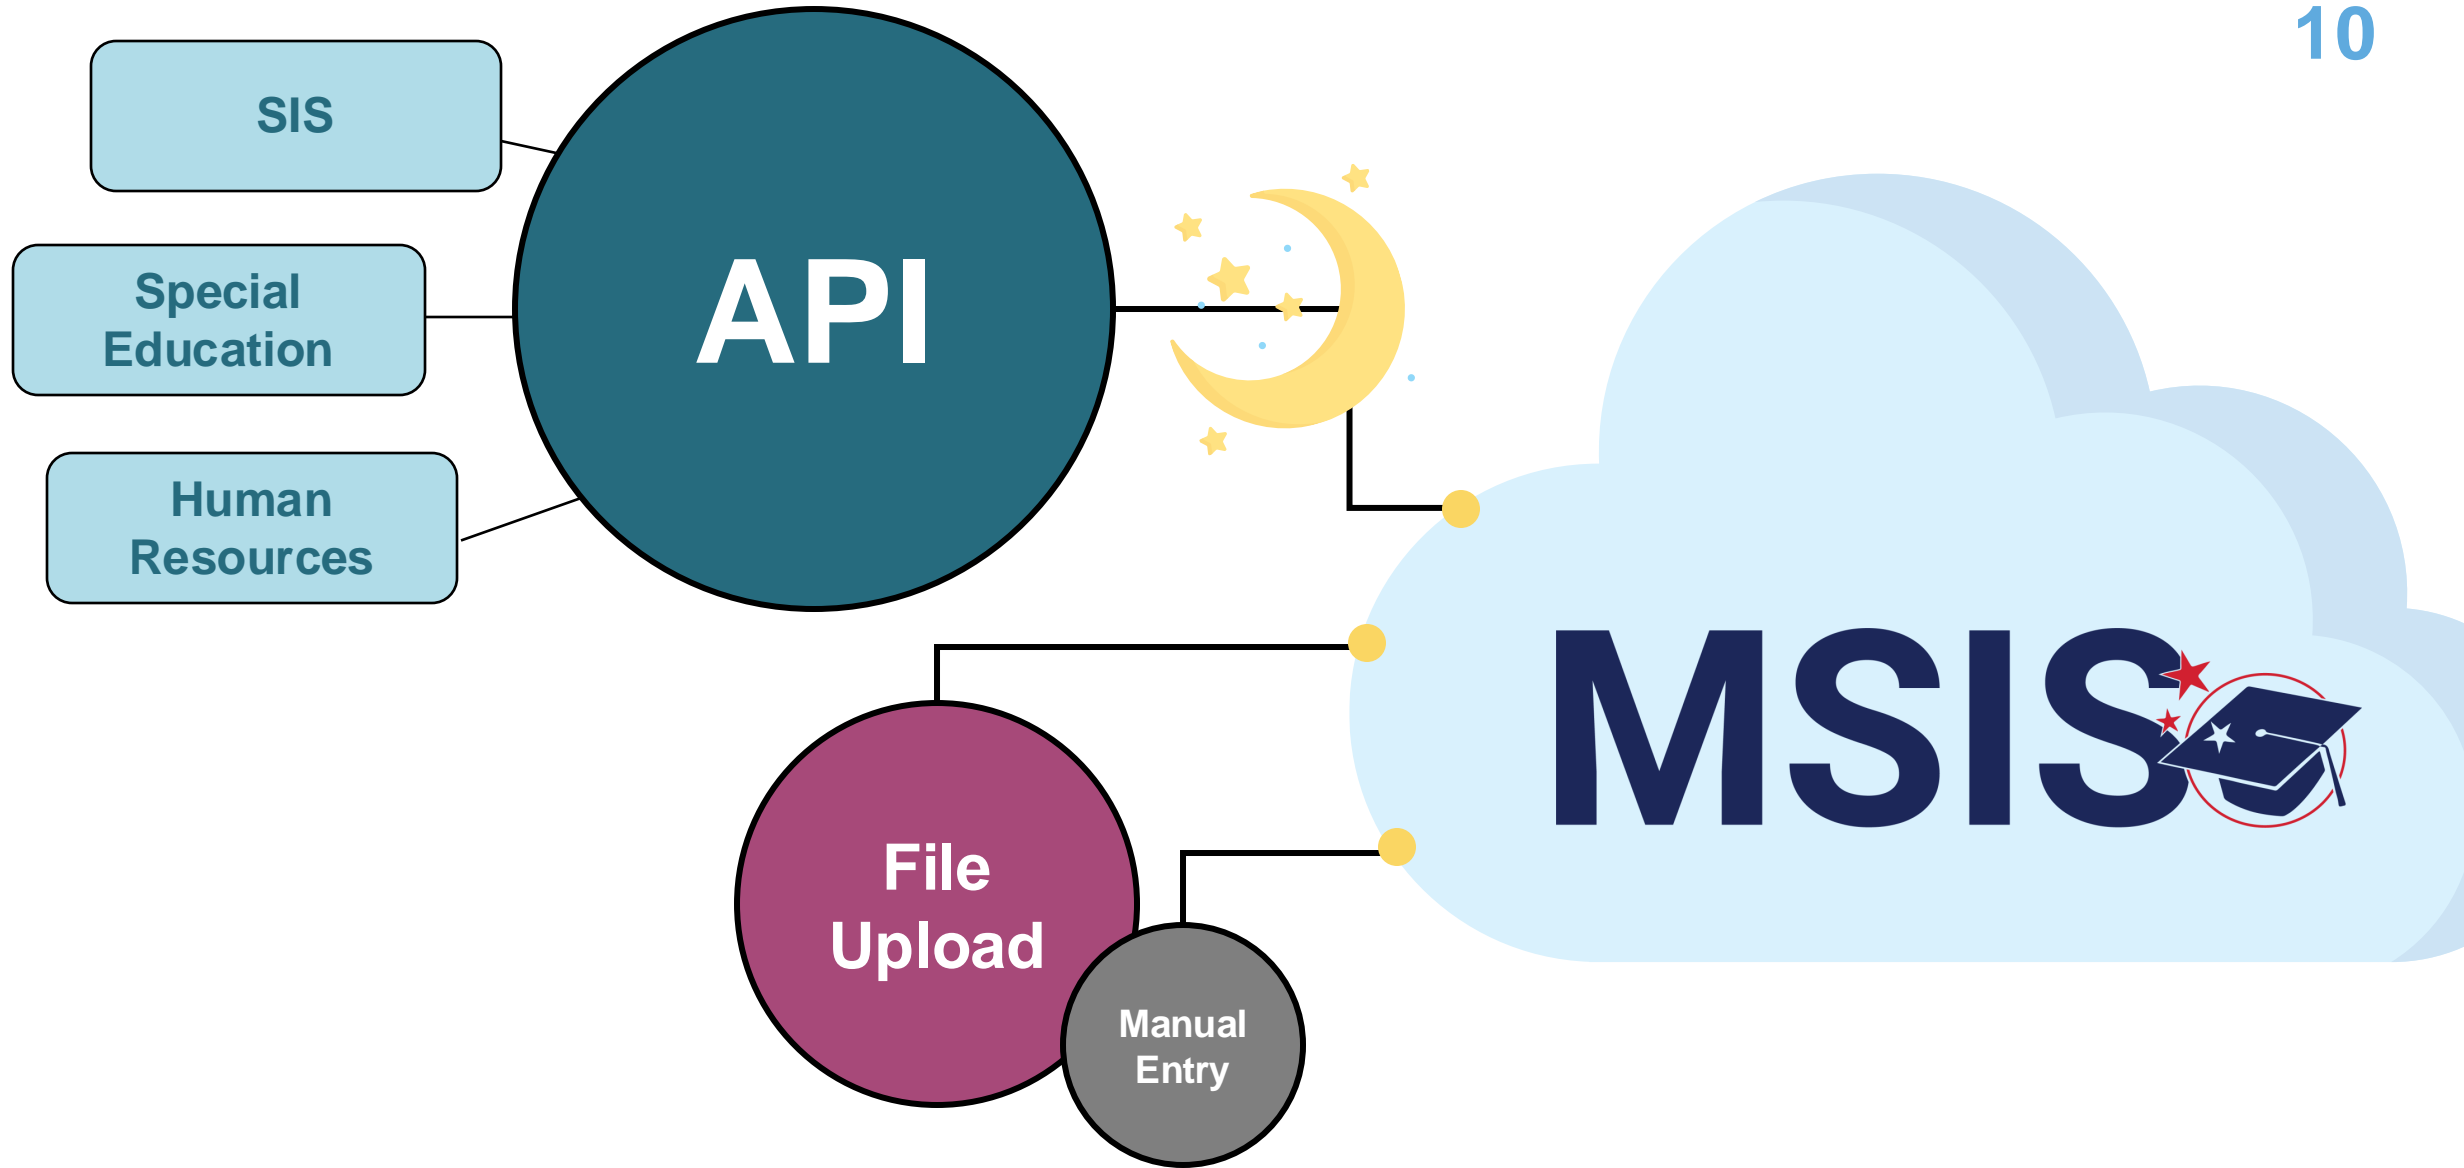 10
SIS
Special
Education
Human
Resources
API
MSIS
File
Upload
Manual
Entry